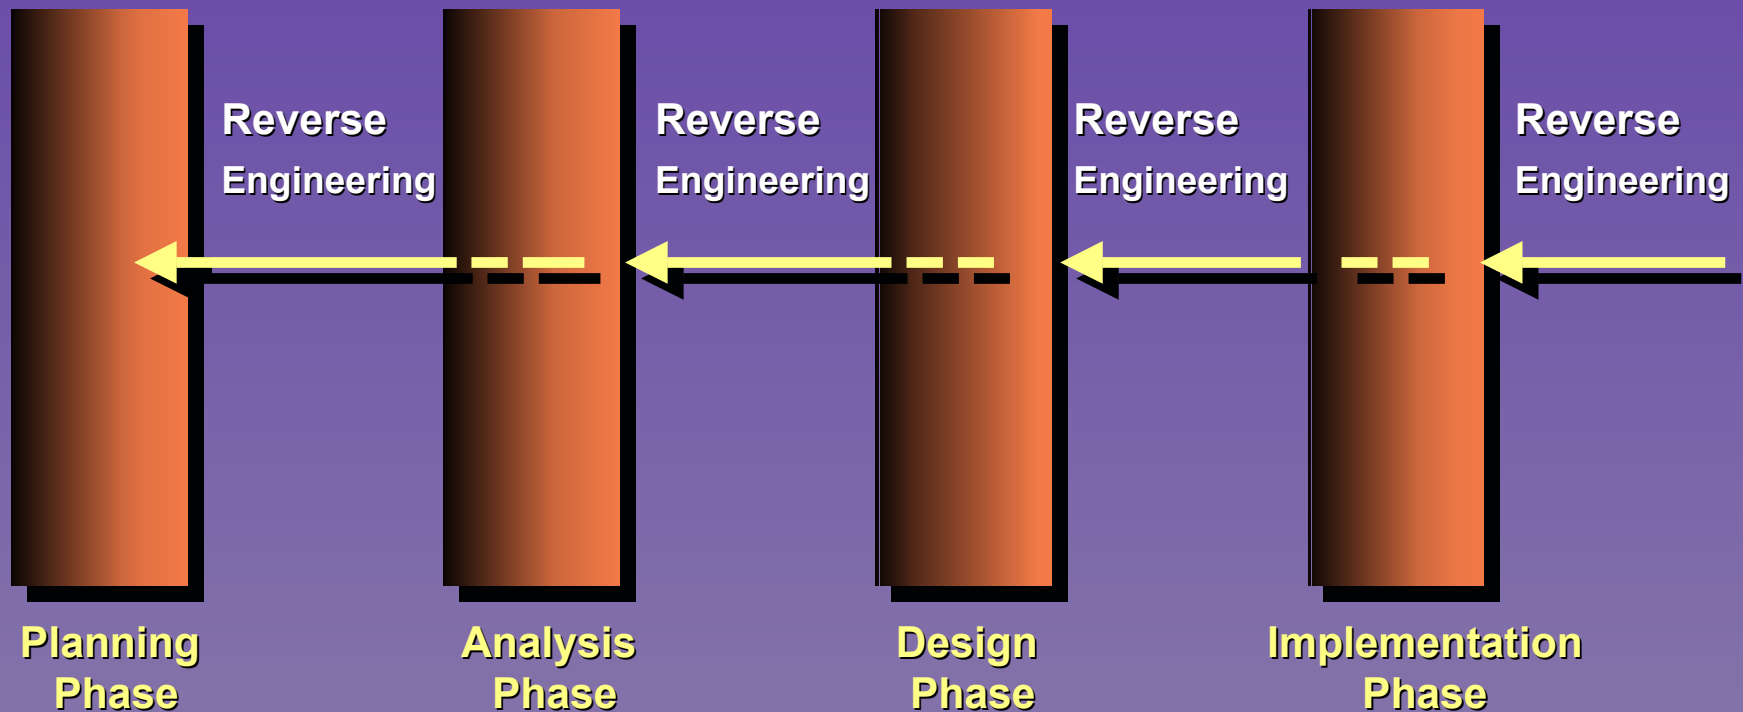 Reverse
Engineering
Reverse
Engineering
Reverse
Engineering
Reverse
Engineering
Planning
Phase
Analysis
Phase
Design
Phase
Implementation
Phase